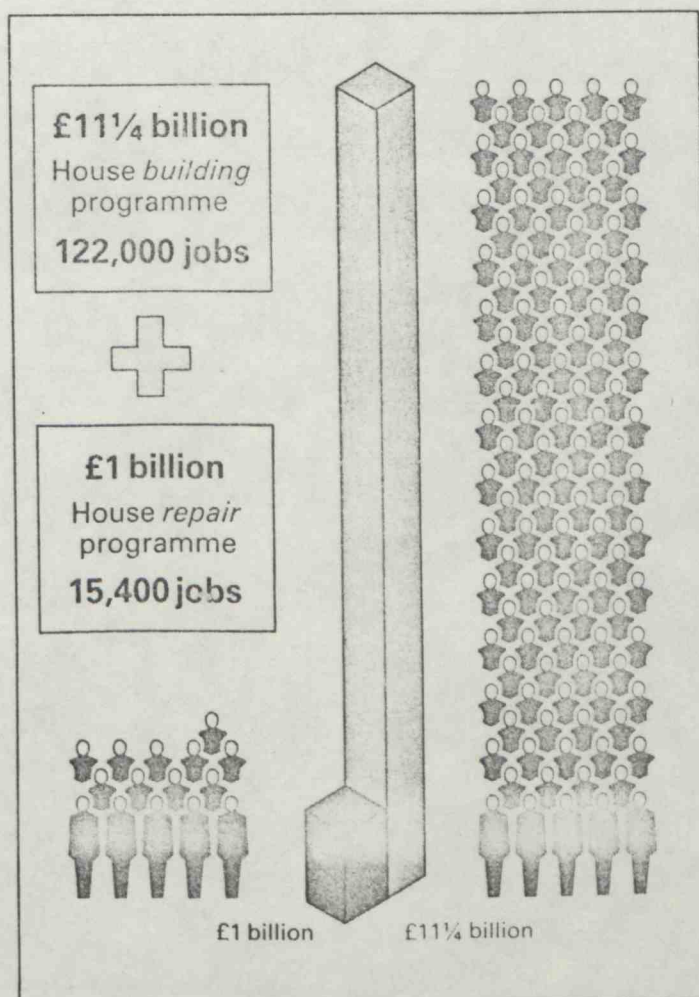 £11¼ billion
House building
programme
122,000 jobs
£1 billion
House repair
programme
15,400 jobs
£1 billion
£11¼ billion